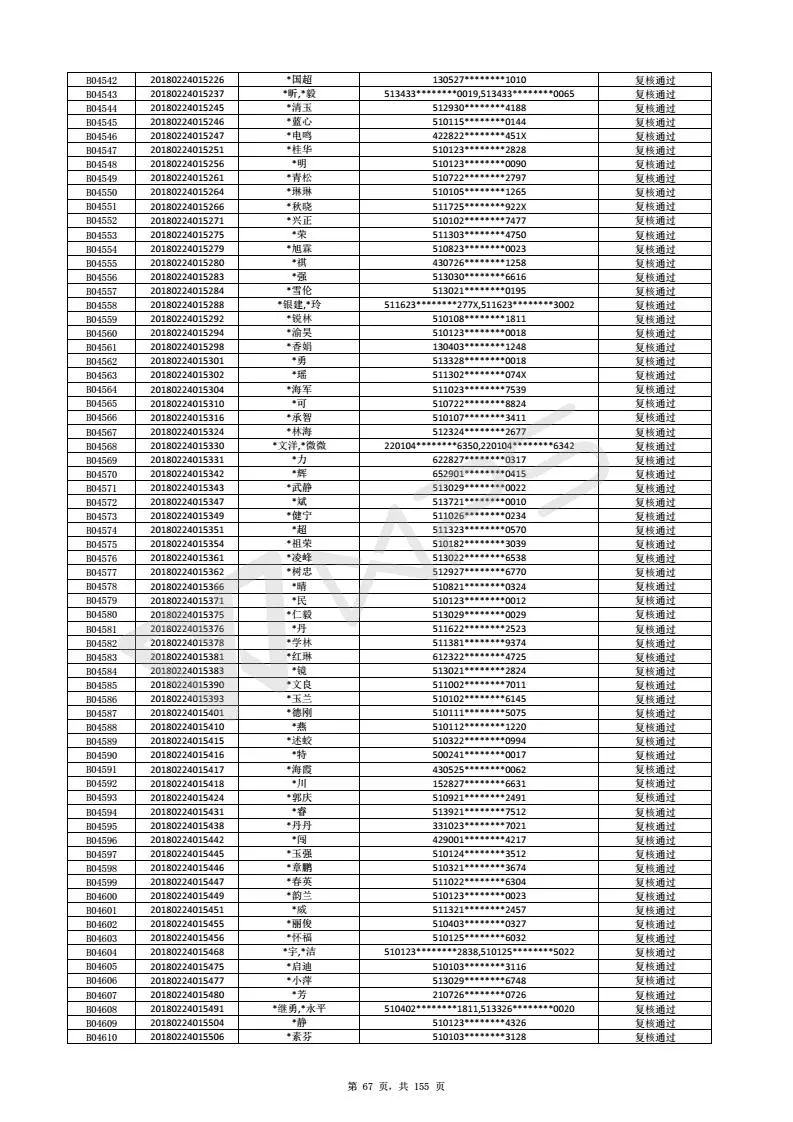 B04542 20180224015226 *国超 130527********1010 复核通过
B04543 20180224015237 *昕,*毅 513433********0019,513433********0065 复核通过
B04544 20180224015245 *清玉 512930********4188 复核通过
B04545 20180224015246 *蓝心 510115********0144 复核通过
B04546 20180224015247 *电鸣 422822********451X 复核通过
B04547 20180224015251 *桂华 510123********2828 复核通过
B04548 20180224015256 *明 510123********0090 复核通过
B04549 20180224015261 *青松 510722********2797 复核通过
B04550 20180224015264 *琳琳 510105********1265 复核通过
B04551 20180224015266 *秋晓 511725********922X 复核通过
B04552 20180224015271 *兴正 510102********7477 复核通过
B04553 20180224015275 *荣 511303********4750 复核通过
B04554 20180224015279 *旭霖 510823********0023 复核通过
B04555 20180224015280 *祺 430726********1258 复核通过
B04556 20180224015283 *强 513030********6616 复核通过
B04557 20180224015284 *雪伦 513021********0195 复核通过
B04558 20180224015288 *银建,*玲 511623********277X,511623********3002 复核通过
B04559 20180224015292 *锐林 510108********1811 复核通过
B04560 20180224015294 *渝昊 510123********0018 复核通过
B04561 20180224015298 *香娟 130403********1248 复核通过
B04562 20180224015301 *勇 513328********0018 复核通过
B04563 20180224015302 *瑶 511302********074X 复核通过
B04564 20180224015304 *海军 511023********7539 复核通过
B04565 20180224015310 *可 510722********8824 复核通过
B04566 20180224015316 *承智 510107********3411 复核通过
B04567 20180224015324 *林海 512324********2677 复核通过
B04568 20180224015330 *文洋,*微微 220104********6350,220104********6342 复核通过
B04569 20180224015331 *力 622827********0317 复核通过
B04570 20180224015342 *辉 652901********0415 复核通过
B04571 20180224015343 *武静 513029********0022 复核通过
B04572 20180224015347 *斌 513721********0010 复核通过
B04573 20180224015349 *健宁 511026********0234 复核通过
B04574 20180224015351 *超 511323********0570 复核通过
B04575 20180224015354 *祖荣 510182********3039 复核通过
B04576 20180224015361 *凌峰 513022********6538 复核通过
B04577 20180224015362 *树忠 512927********6770 复核通过
B04578 20180224015366 *晴 510821********0324 复核通过
B04579 20180224015371 *民 510123********0012 复核通过
B04580 20180224015375 *仁毅 513029********0029 复核通过
B04581 20180224015376 *丹 511622********2523 复核通过
B04582 20180224015378 *学林 511381********9374 复核通过
B04583 20180224015381 *红琳 612322********4725 复核通过
B04584 20180224015383 *镜 513021********2824 复核通过
B04585 20180224015390 *文良 511002********7011 复核通过
B04586 20180224015393 *玉兰 510102********6145 复核通过
B04587 20180224015401 *德刚 510111********5075 复核通过
B04588 20180224015410 *燕 510112********1220 复核通过
B04589 20180224015415 *述蛟 510322********0994 复核通过
B04590 20180224015416 *特 500241********0017 复核通过
B04591 20180224015417 *海霞 430525********0062 复核通过
B04592 20180224015418 *川 152827********6631 复核通过
B04593 20180224015424 *郭庆 510921********2491 复核通过
B04594 20180224015431 *睿 513921********7512 复核通过
B04595 20180224015438 *丹丹 331023********7021 复核通过
B04596 20180224015442 *闯 429001********4217 复核通过
B04597 20180224015445 *玉强 510124********3512 复核通过
B04598 20180224015446 *章鹏 510321********3674 复核通过
B04599 20180224015447 *春英 511022********6304 复核通过
B04600 20180224015449 *韵兰 510123********0023 复核通过
B04601 20180224015451 *威 511321********2457 复核通过
B04602 20180224015455 *丽俊 510403********0327 复核通过
B04603 20180224015456 *怀福 510125********6032 复核通过
B04604 20180224015468 *宇,*洁 510123********2838,510125********5022 复核通过
B04605 20180224015475 *启迪 510103********3116 复核通过
B04606 20180224015477 *小萍 513029********6748 复核通过
B04607 20180224015480 *芳 210726********0726 复核通过
B04608 20180224015491 *继勇,*永平 510402********1811,513326********0020 复核通过
B04609 20180224015504 *静 510123********4326 复核通过
B04610 20180224015506 *素芬 510103********3128 复核通过
WPS
第 67 页，共 155 页